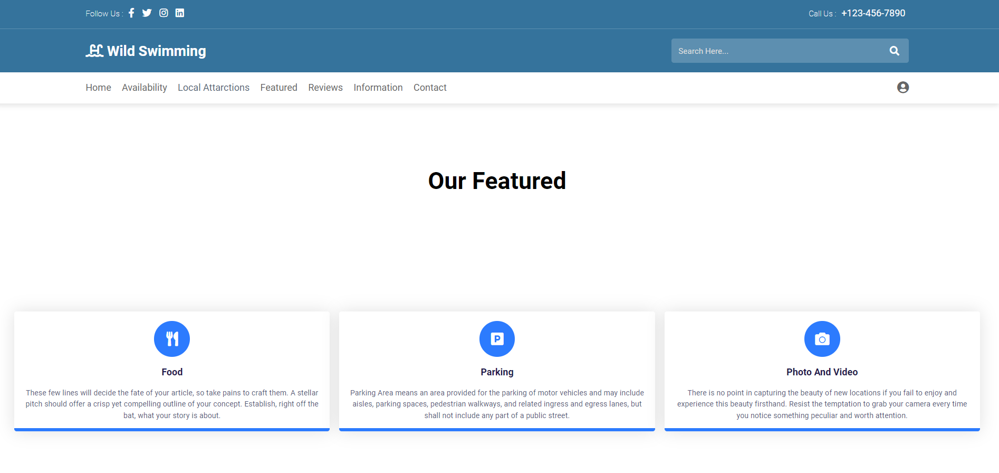 Follow Us :
Call Us : +123-456-7890
Wild Swimming
Search Here...
Home Availability Local Attarctions Featured Reviews Information Contact
Our Featured
Food
These few lines will decide the fate of your article, so take pains to craft them. A stellar
pitch should offer a crisp yet compelling outline of your concept. Establish, right off the
bat, what your story is about.
Parking
Parking Area means an area provided for the parking of motor vehicles and may include
aisles, parking spaces, pedestrian walkways, and related ingress and egress lanes, but
shall not include any part of a public street.
Photo And Video
There is no point in capturing the beauty of new locations if you fail to enjoy and
experience this beauty firsthand. Resist the temptation to grab your camera every time
you notice something peculiar and worth attention.